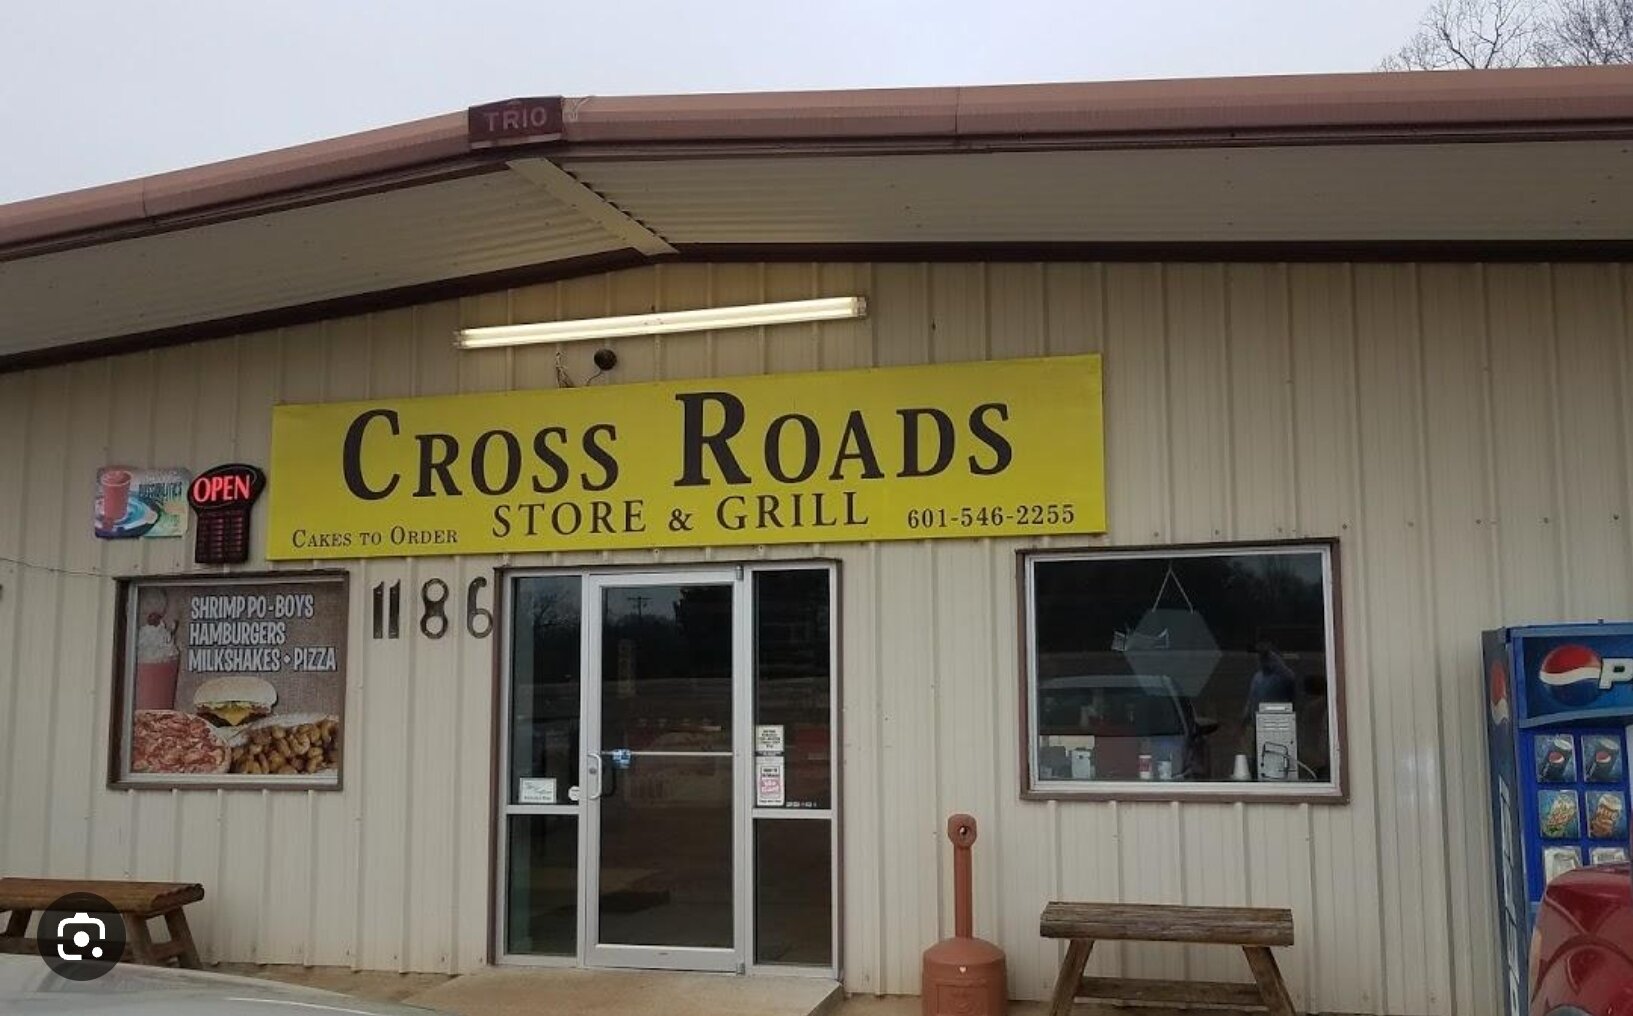 TRIO
CROSS ROADS
STORE & GRILL
CAKES TO ORDER
601-546-2255
OPEN
1186
SHRIMP PO-BOYS
HAMBURGERS
MILKSHAKES • PIZZA
P